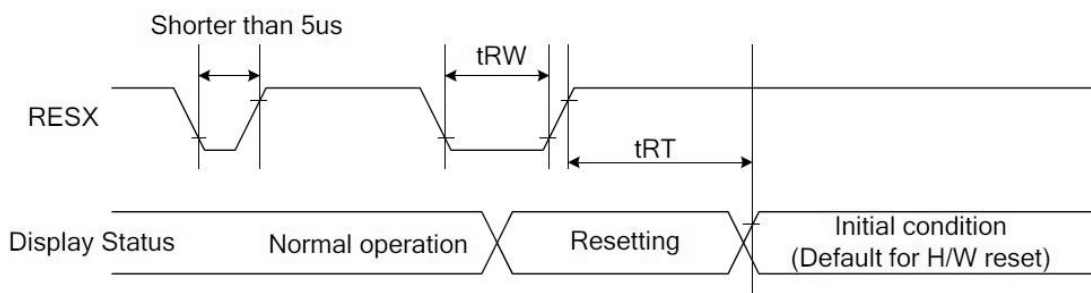 Shorter than 5us
tRW
RESX
tRT
Display Status
Normal operation
Resetting
Initial condition
(Default for H/W reset)